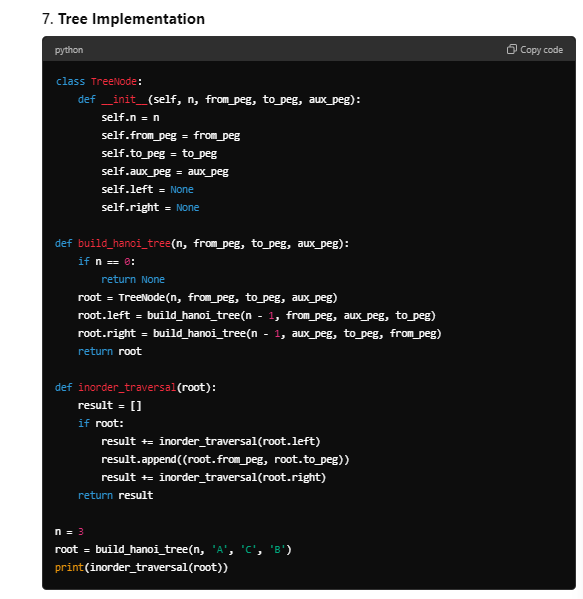 7. Tree Implementation
python
Copy code
class TreeNode:
    def __init__(self, n, from_peg, to_peg, aux_peg):
        self.n = n
        self.from_peg = from_peg
        self.to_peg = to_peg
        self.aux_peg = aux_peg
        self.left = None
        self.right = None

def build_hanoi_tree(n, from_peg, to_peg, aux_peg):
    if n == 0:
        return None
    root = TreeNode(n, from_peg, to_peg, aux_peg)
    root.left = build_hanoi_tree(n - 1, from_peg, aux_peg, to_peg)
    root.right = build_hanoi_tree(n - 1, aux_peg, to_peg, from_peg)
    return root

def inorder_traversal(root):
    result = []
    if root:
        result += inorder_traversal(root.left)
        result.append((root.from_peg, root.to_peg))
        result += inorder_traversal(root.right)
    return result

n = 3
root = build_hanoi_tree(n, 'A', 'C', 'B')
print(inorder_traversal(root))